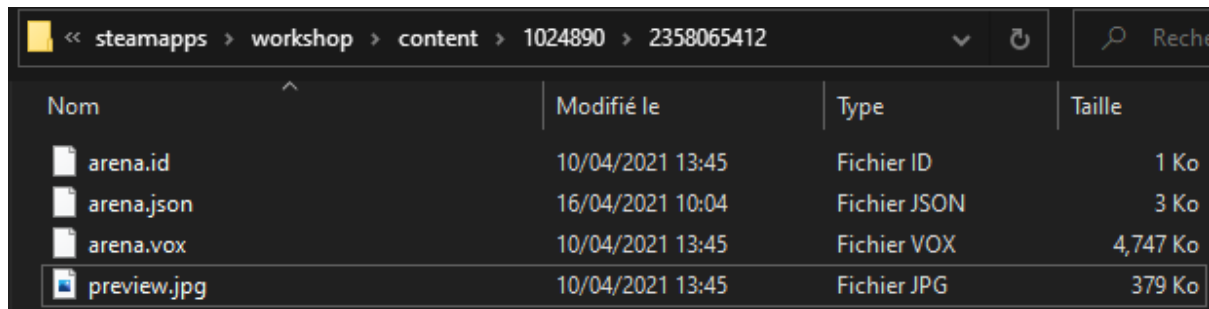 « steamapps > workshop > content > 1024890 > 2358065412
Nom Modifié le Type Taille
arena.id 10/04/2021 13:45 Fichier ID 1 Ko
arena.json 16/04/2021 10:04 Fichier JSON 3 Ko
arena.vox 10/04/2021 13:45 Fichier VOX 4,747 Ko
preview.jpg 10/04/2021 13:45 Fichier JPG 379 Ko